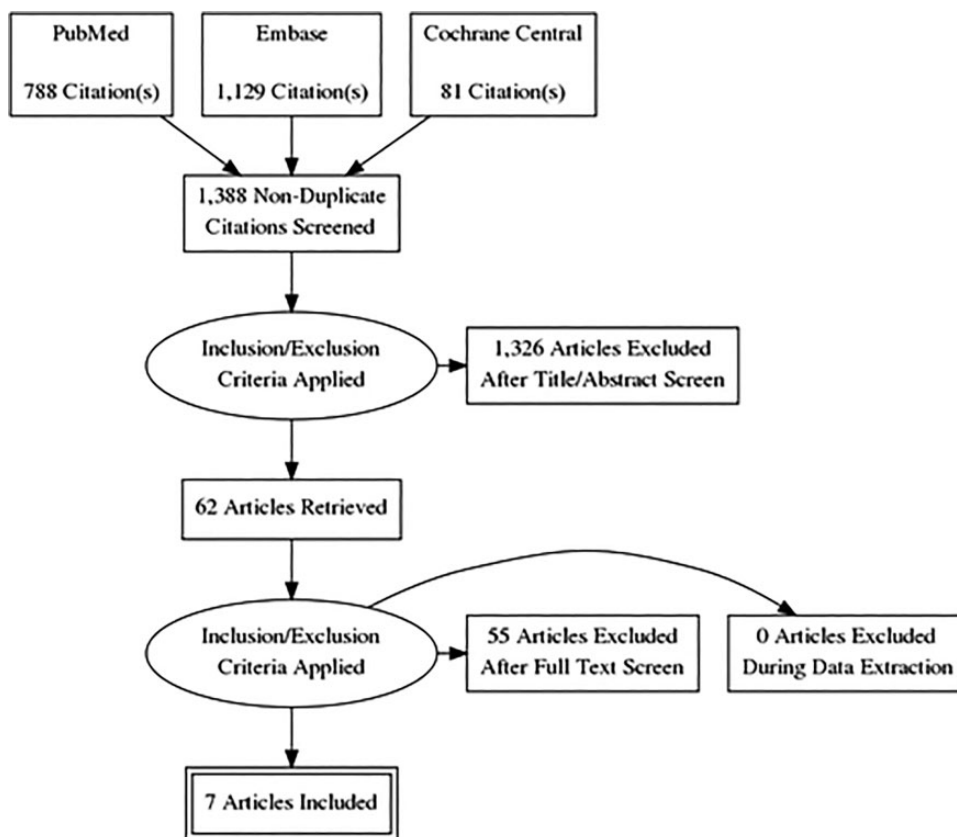 PubMed
788 Citation(s)
Embase
1,129 Citation(s)
Cochrane Central
81 Citation(s)
1,388 Non-Duplicate
Citations Screened
Inclusion/Exclusion
Criteria Applied
1,326 Articles Excluded
After Title/Abstract Screen
62 Articles Retrieved
Inclusion/Exclusion
Criteria Applied
55 Articles Excluded
After Full Text Screen
0 Articles Excluded
During Data Extraction
7 Articles Included